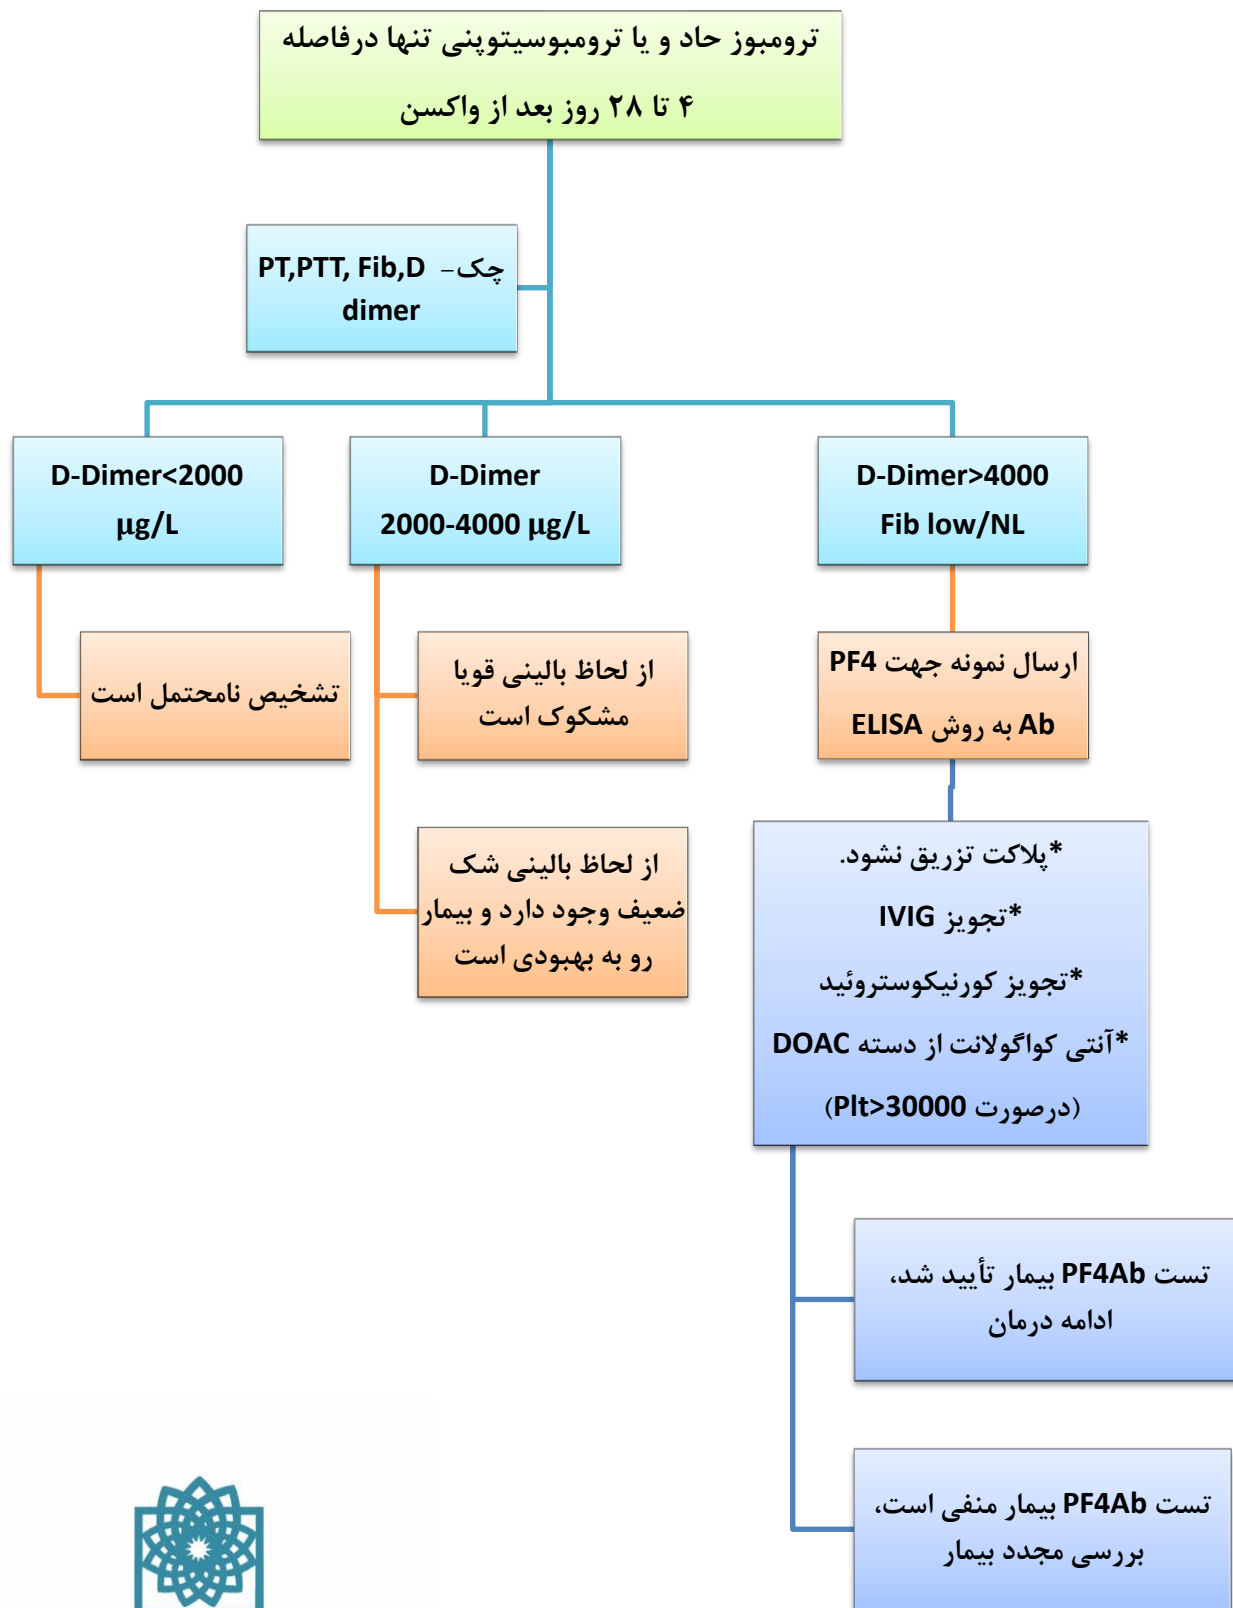 ترومبوز حاد و یا ترومبوسیتوپنی تنها درفاصله
۴ تا ۲۸ روز بعد از واکسن
چک- PT,PTT, Fib,D
dimer
D-Dimer<2000
µg/L
D-Dimer
2000-4000 µg/L
D-Dimer>4000
Fib low/NL
تشخیص نامحتمل است
از لحاظ بالینی قویا
مشکوک است
از لحاظ بالینی شک
ضعیف وجود دارد و بیمار
رو به بهبودی است
ارسال نمونه جهت PF4
Ab به روش ELISA
*پلاکت تزریق نشود.
*تجویز IVIG
*تجویز کورنیکوستروئید
*آنتی کواگولانت از دسته DOAC
(درصورت Plt>30000)
تست PF4Ab بیمار تأیید شد،
ادامه درمان
تست PF4Ab بیمار منفی است،
بررسی مجدد بیمار